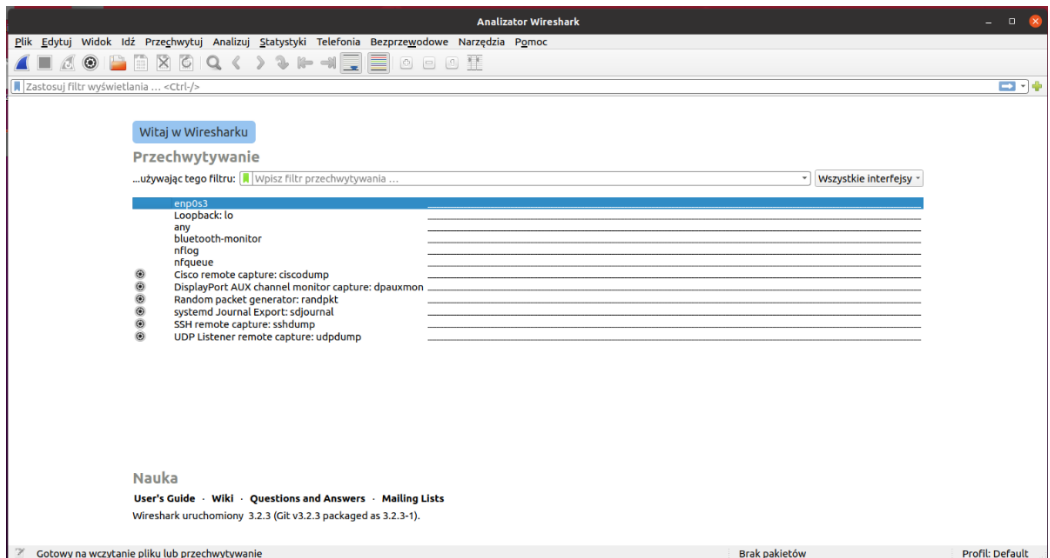 Analizator Wireshark
Plik Edytuj Widok Idź Przechwytuj Analizuj Statystyki Telefonia Bezprzewodowe Narzędzia Pomoc
Zastosuj filtr wyświetlania ... <Ctrl-/>
Witaj w Wiresharku
Przechwytywanie
...używając tego filtru: Wpisz filtr przechwytywania ... Wszystkie interfejsy
enp0s3
Loopback: lo
any
bluetooth-monitor
nflog
nfqueue
Cisco remote capture: ciscodump
DisplayPort AUX channel monitor capture: dpauxmon
Random packet generator: randpkt
systemd Journal Export: sdjournal
SSH remote capture: sshdump
UDP Listener remote capture: udpdump
Nauka
User's Guide · Wiki · Questions and Answers · Mailing Lists
Wireshark uruchomiony 3.2.3 (Git v3.2.3 packaged as 3.2.3-1).
Gotowy na wczytanie pliku lub przechwytywanie Brak pakietów Profil: Default